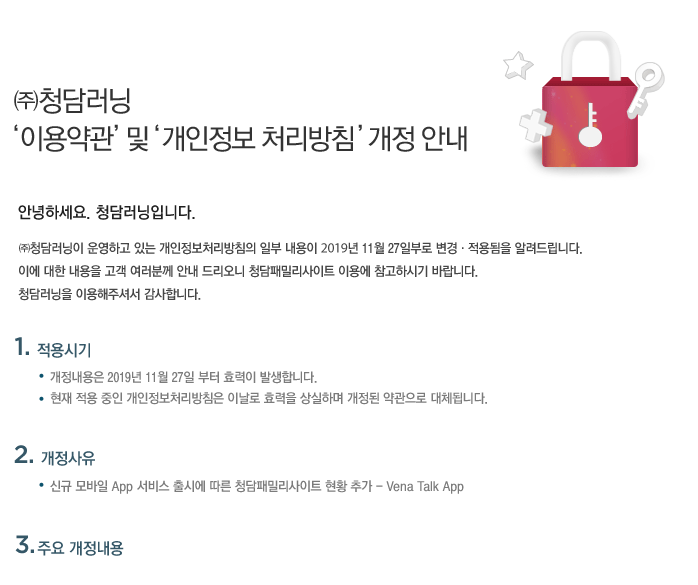 ㈜청담러닝
‘이용약관’ 및 ‘개인정보 처리방침’ 개정 안내
안녕하세요. 청담러닝입니다.
㈜청담러닝이 운영하고 있는 개인정보처리방침의 일부 내용이 2019년 11월 27일부로 변경 · 적용됨을 알려드립니다.
이에 대한 내용을 고객 여러분께 안내 드리오니 청담패밀리사이트 이용에 참고하시기 바랍니다.
청담러닝을 이용해주셔서 감사합니다.
1. 적용시기
• 개정내용은 2019년 11월 27일 부터 효력이 발생합니다.
• 현재 적용 중인 개인정보처리방침은 이날로 효력을 상실하며 개정된 약관으로 대체됩니다.
2. 개정사유
• 신규 모바일 App 서비스 출시에 따른 청담패밀리사이트 현황 추가 – Vena Talk App
3. 주요 개정내용